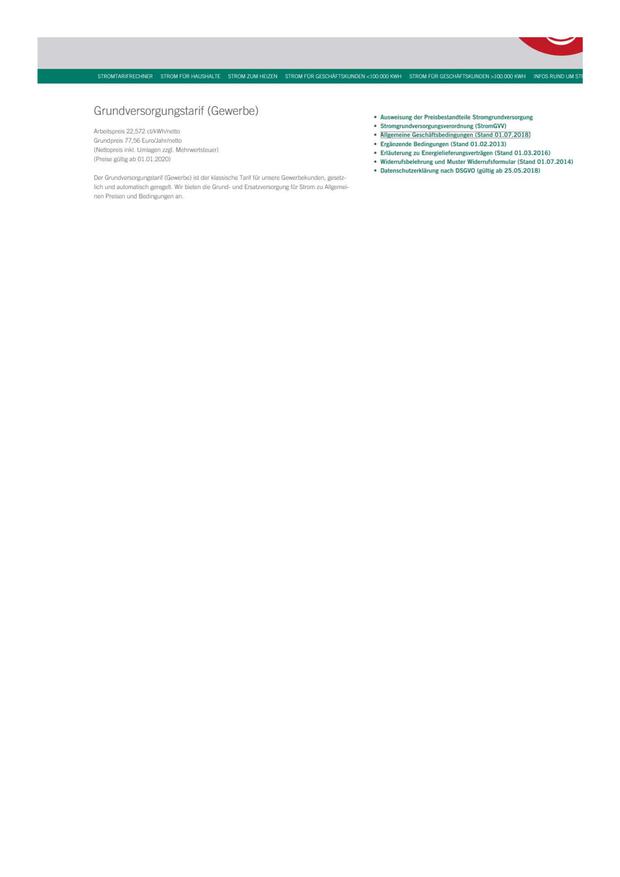 STROMTARIFRECHNER STROM FÜR HAUSHALTE STROM ZUM HEIZEN STROM FÜR GESCHÄFTSKUNDEN <100.000 KWH STROM FÜR GESCHÄFTSKUNDEN >100.000 KWH INFOS RUND UM
Grundversorgungstarif (Gewerbe)
Arbeitspreis 22,572 ct/kWh/netto
Grundpreis 77,56 Euro/Jahr/netto
(Nettopreis inkl. Umlagen zzgl. Mehrwertsteuer)
(Preise gültig ab 01.01.2020)
Der Grundversorgungstarif (Gewerbe) ist der klassische Tarif für unsere Gewerbekunden, gesetz-
lich und automatisch geregelt. Wir bieten die Grund- und Ersatzversorgung für Strom zu Allgemei-
nen Preisen und Bedingungen an.
• Ausweisung der Preisbestandteile Stromgrundversorgung
• Stromgrundversorgungsverordnung (StromGVV)
• Allgemeine Geschäftsbedingungen (Stand 01.07.2018)
• Ergänzende Bedingungen (Stand 01.02.2013)
• Erläuterung zu Energielieferungsverträgen (Stand 01.03.2016)
• Widerrufsbelehrung und Muster Widerrufsformular (Stand 01.07.2014)
• Datenschutzerklärung nach DSGVO (gültig ab 25.05.2018)